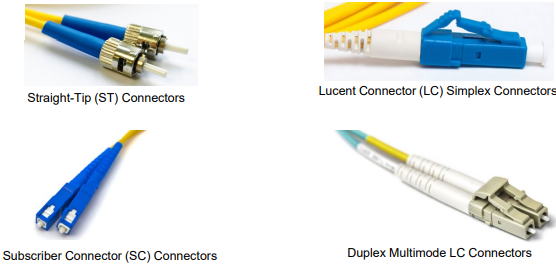 Straight-Tip (ST) Connectors
Lucent Connector (LC) Simplex Connectors
Subscriber Connector (SC) Connectors
Duplex Multimode LC Connectors